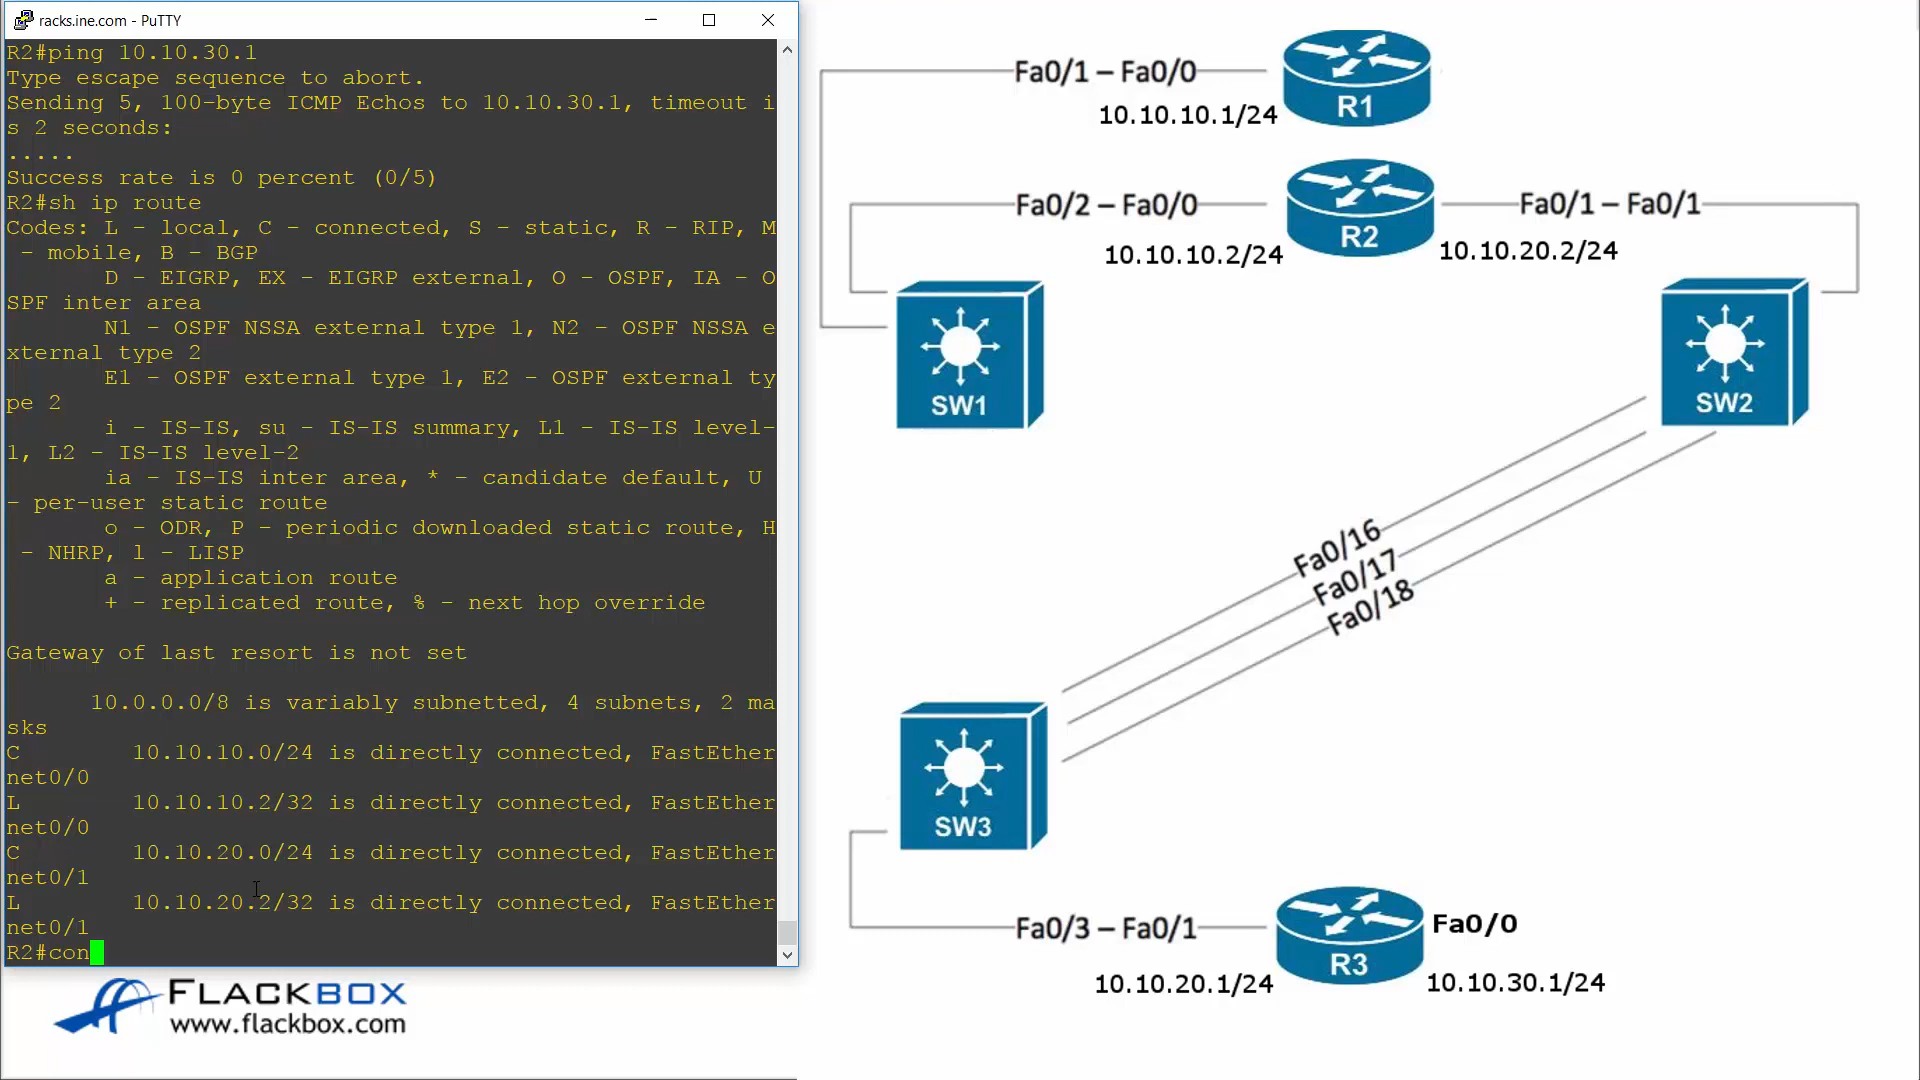 racks.ine.com - PuTTY
R2#ping 10.10.30.1
Type escape sequence to abort.
Sending 5, 100-byte ICMP Echos to 10.10.30.1, timeout i
s 2 seconds:
.....
Success rate is 0 percent (0/5)
R2#sh ip route
Codes: L - local, C - connected, S - static, R - RIP, M
 - mobile, B - BGP
       D - EIGRP, EX - EIGRP external, O - OSPF, IA - O
SPF inter area
       N1 - OSPF NSSA external type 1, N2 - OSPF NSSA e
xternal type 2
       E1 - OSPF external type 1, E2 - OSPF external ty
pe 2
       i - IS-IS, su - IS-IS summary, L1 - IS-IS level-
1, L2 - IS-IS level-2
       ia - IS-IS inter area, * - candidate default, U
- per-user static route
       o - ODR, P - periodic downloaded static route, H
 - NHRP, l - LISP
       a - application route
       + - replicated route, % - next hop override
Gateway of last resort is not set
      10.0.0.0/8 is variably subnetted, 4 subnets, 2 ma
sks
C        10.10.10.0/24 is directly connected, FastEther
net0/0
L        10.10.10.2/32 is directly connected, FastEther
net0/0
C        10.10.20.0/24 is directly connected, FastEther
net0/1
L        10.10.20.2/32 is directly connected, FastEther
net0/1
R2#con
FLACKBOX
www.flackbox.com
Fa0/1 – Fa0/0
10.10.10.1/24
R1
Fa0/2 – Fa0/0
10.10.10.2/24
R2
Fa0/1 – Fa0/1
10.10.20.2/24
SW1
SW2
Fa0/16
Fa0/17
Fa0/18
SW3
Fa0/3 – Fa0/1
10.10.20.1/24
R3
Fa0/0
10.10.30.1/24